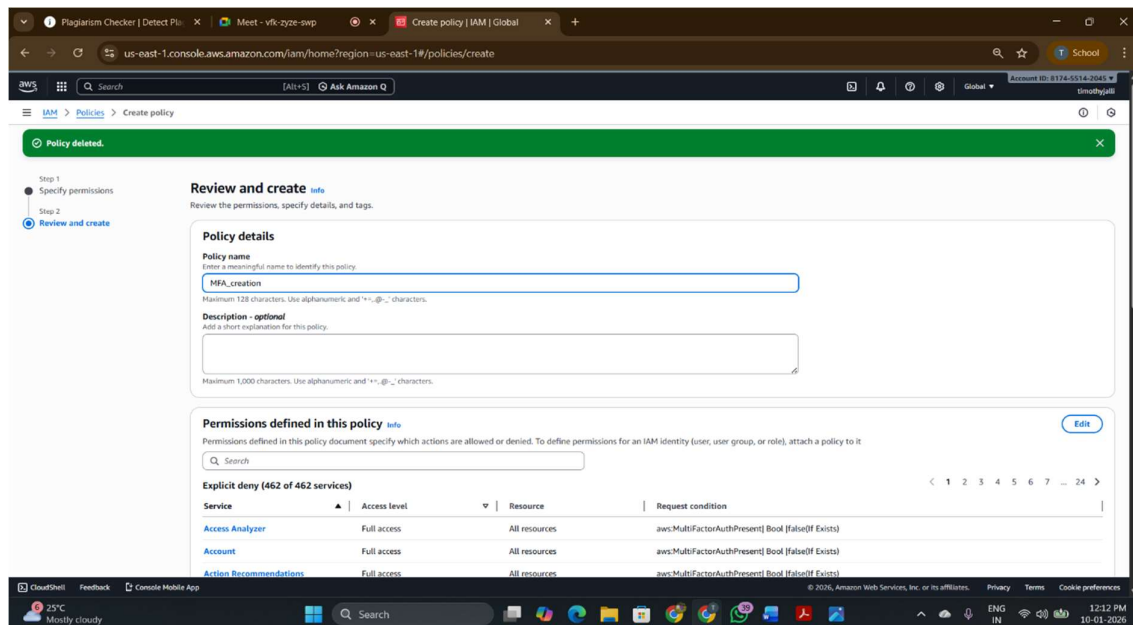 Plagiarism Checker | Detect Pla
Meet - vfk-zyze-swp
Create policy | IAM | Global
us-east-1.console.aws.amazon.com/iam/home?region=us-east-1#/policies/create
T School
aws Search [Alt+S] Ask Amazon Q Global Account ID: 8174-5514-2045
timothyjalli
IAM > Policies > Create policy
Policy deleted.
Step 1
Specify permissions
Step 2
Review and create
Review and create Info
Review the permissions, specify details, and tags.
Policy details
Policy name
Enter a meaningful name to identify this policy.
MFA_creation
Maximum 128 characters. Use alphanumeric and '+=,.@-_' characters.
Description - optional
Add a short explanation for this policy.
Maximum 1,000 characters. Use alphanumeric and '+=,.@-_' characters.
Permissions defined in this policy Info
Edit
Permissions defined in this policy document specify which actions are allowed or denied. To define permissions for an IAM identity (user, user group, or role), attach a policy to it
Search
Explicit deny (462 of 462 services)
< 1 2 3 4 5 6 7 ... 24 >
Service Access level Resource Request condition
Access Analyzer Full access All resources aws:MultiFactorAuthPresent| Bool |false(If Exists)
Account Full access All resources aws:MultiFactorAuthPresent| Bool |false(If Exists)
Action Recommendations Full access All resources aws:MultiFactorAuthPresent| Bool |false(If Exists)
CloudShell Feedback Console Mobile App © 2026, Amazon Web Services, Inc. or its affiliates. Privacy Terms Cookie preferences
6 25°C
Mostly cloudy
Search
39
ENG
IN
12:12 PM
10-01-2026